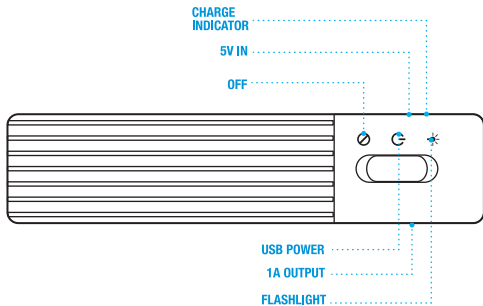 CHARGE
INDICATOR
5V IN
OFF
USB POWER
1A OUTPUT
FLASHLIGHT